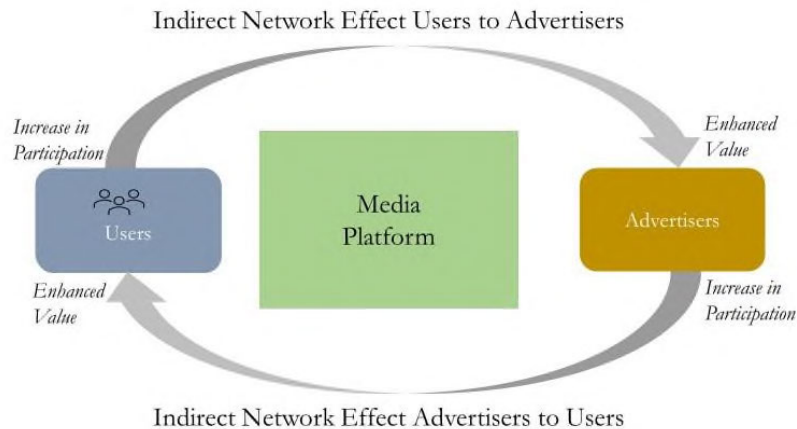 Indirect Network Effect Users to Advertisers
Increase in
Participation
Enhanced
Value
Users
Media
Platform
Advertisers
Enhanced
Value
Increase in
Participation
Indirect Network Effect Advertisers to Users